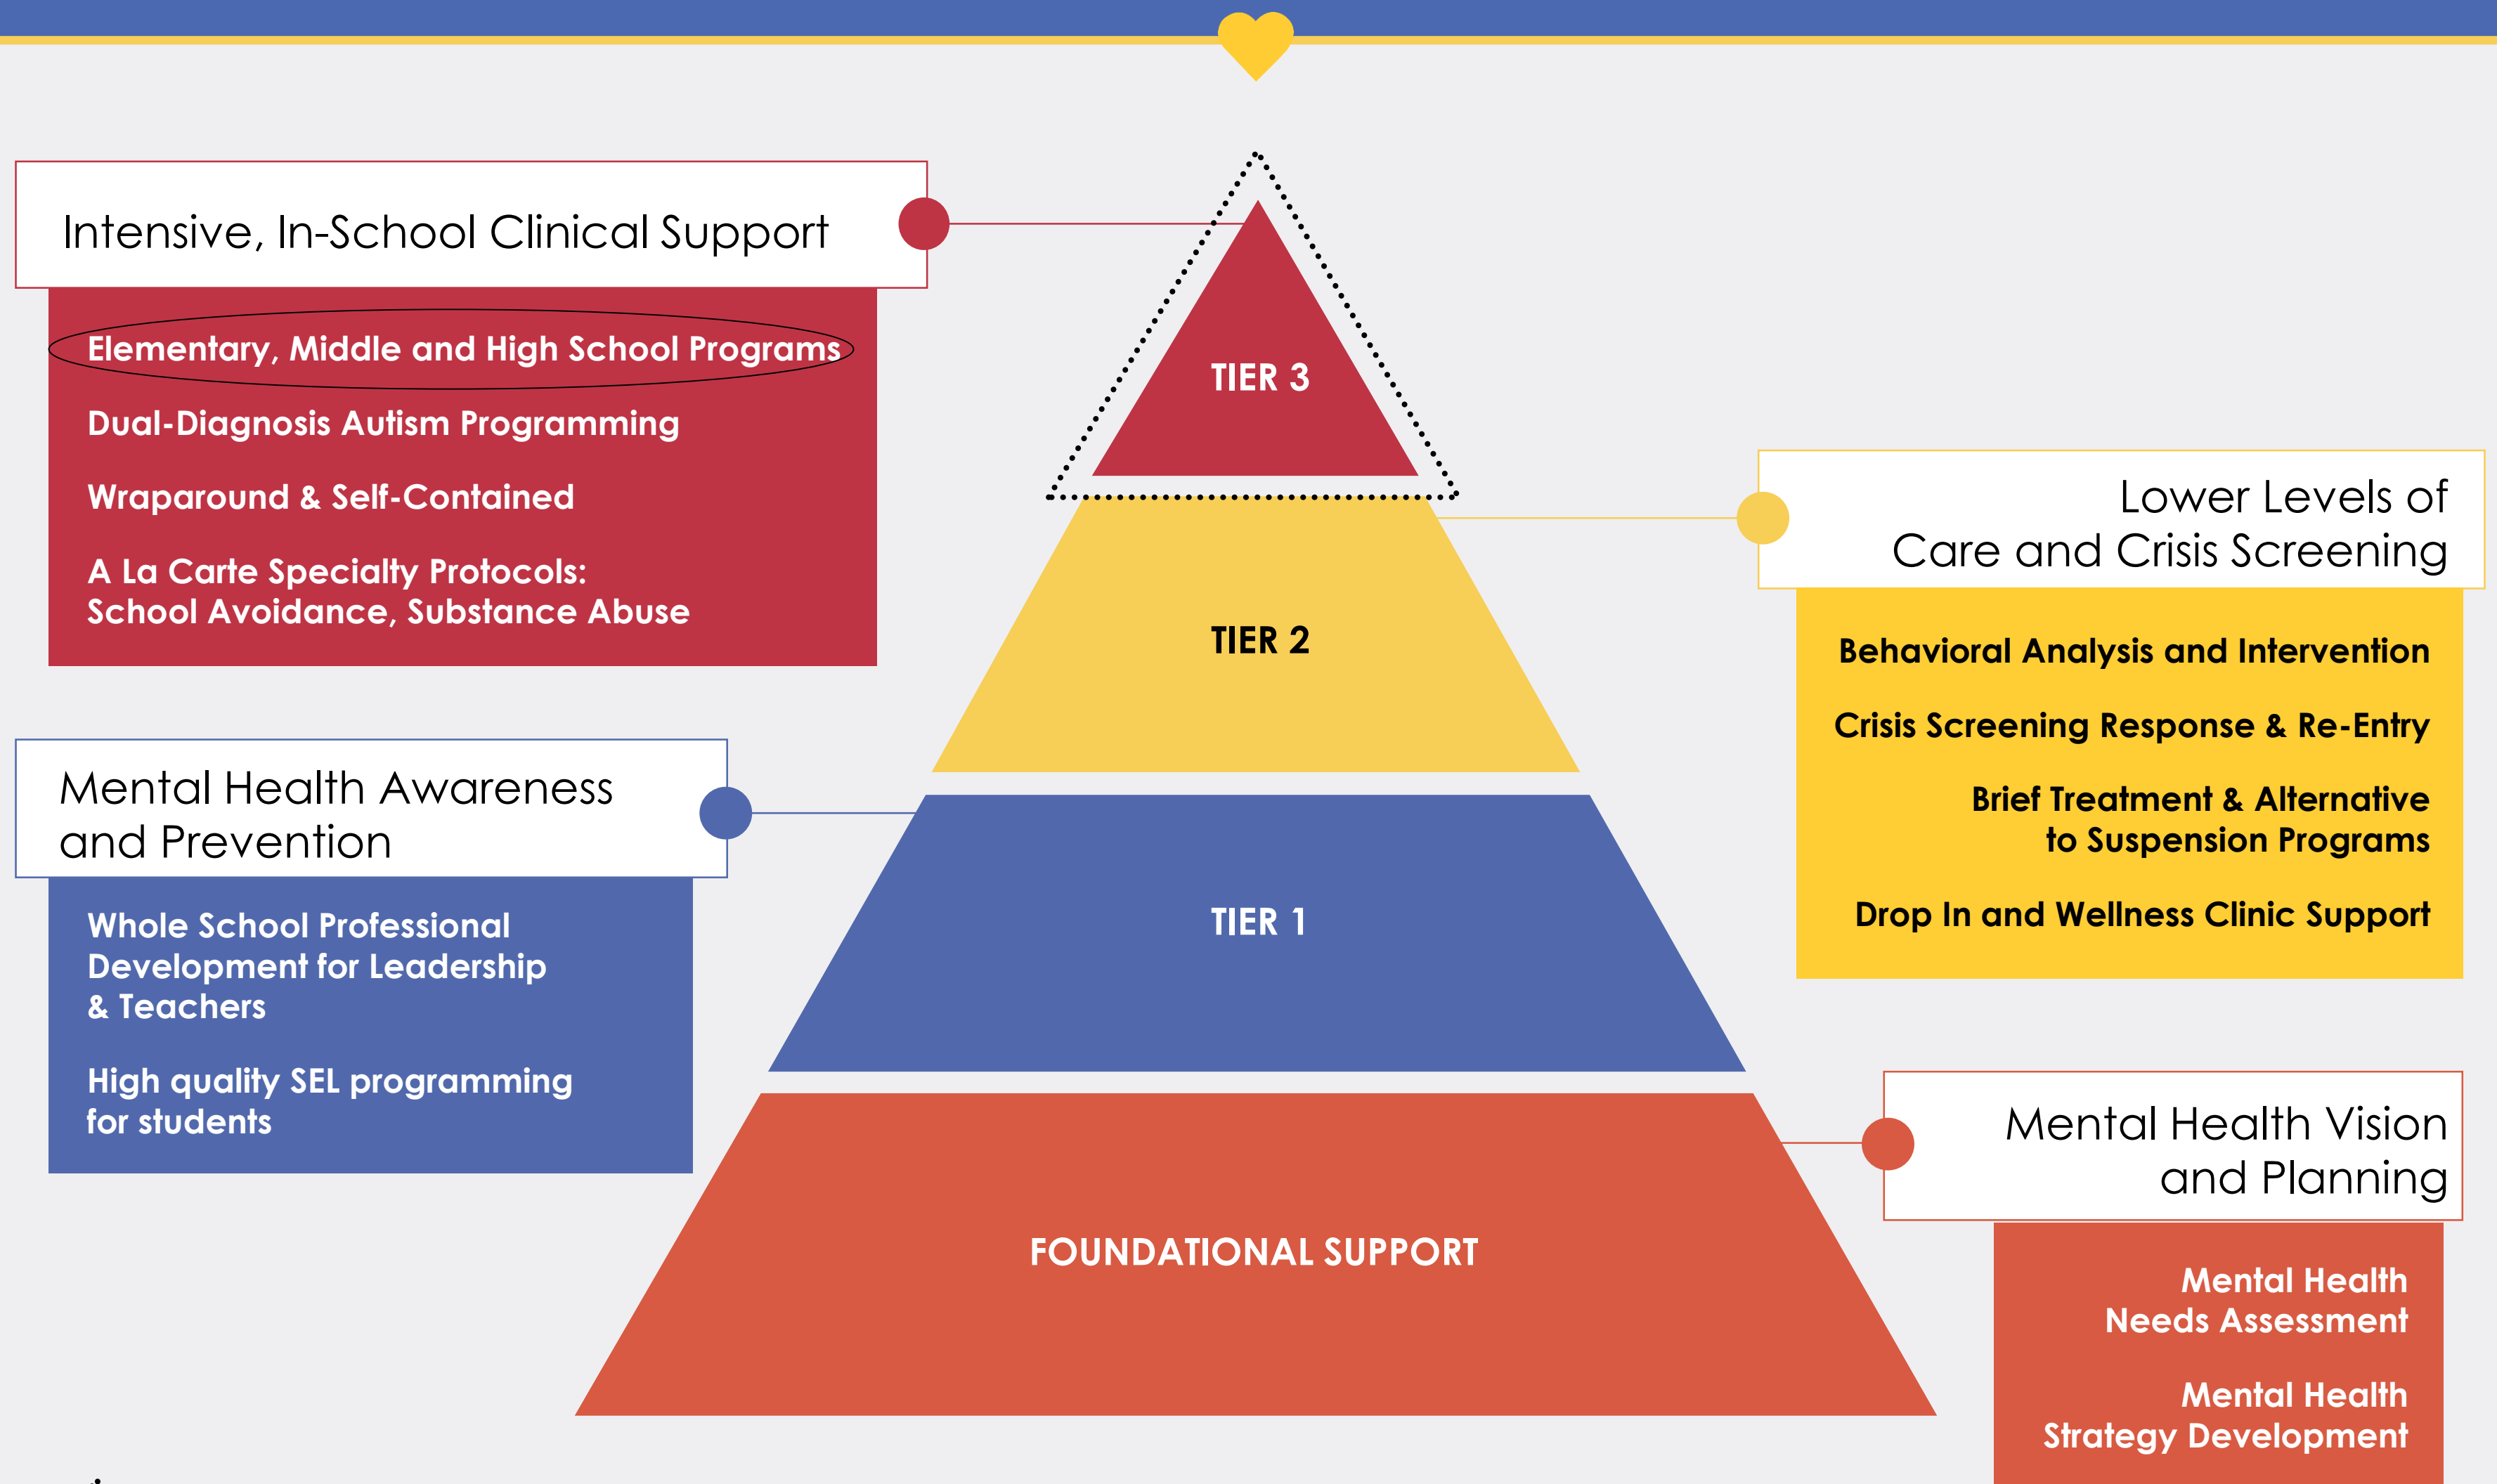 Intensive, In-School Clinical Support
Elementary, Middle and High School Programs
Dual-Diagnosis Autism Programming
Wraparound & Self-Contained
A La Carte Specialty Protocols:
School Avoidance, Substance Abuse
TIER 3
Lower Levels of
Care and Crisis Screening
Behavioral Analysis and Intervention
Crisis Screening Response & Re-Entry
Brief Treatment & Alternative
to Suspension Programs
Drop In and Wellness Clinic Support
TIER 2
Mental Health Awareness
and Prevention
Whole School Professional
Development for Leadership
& Teachers
High quality SEL programming
for students
TIER 1
Mental Health Vision
and Planning
Mental Health
Needs Assessment
Mental Health
Strategy Development
FOUNDATIONAL SUPPORT